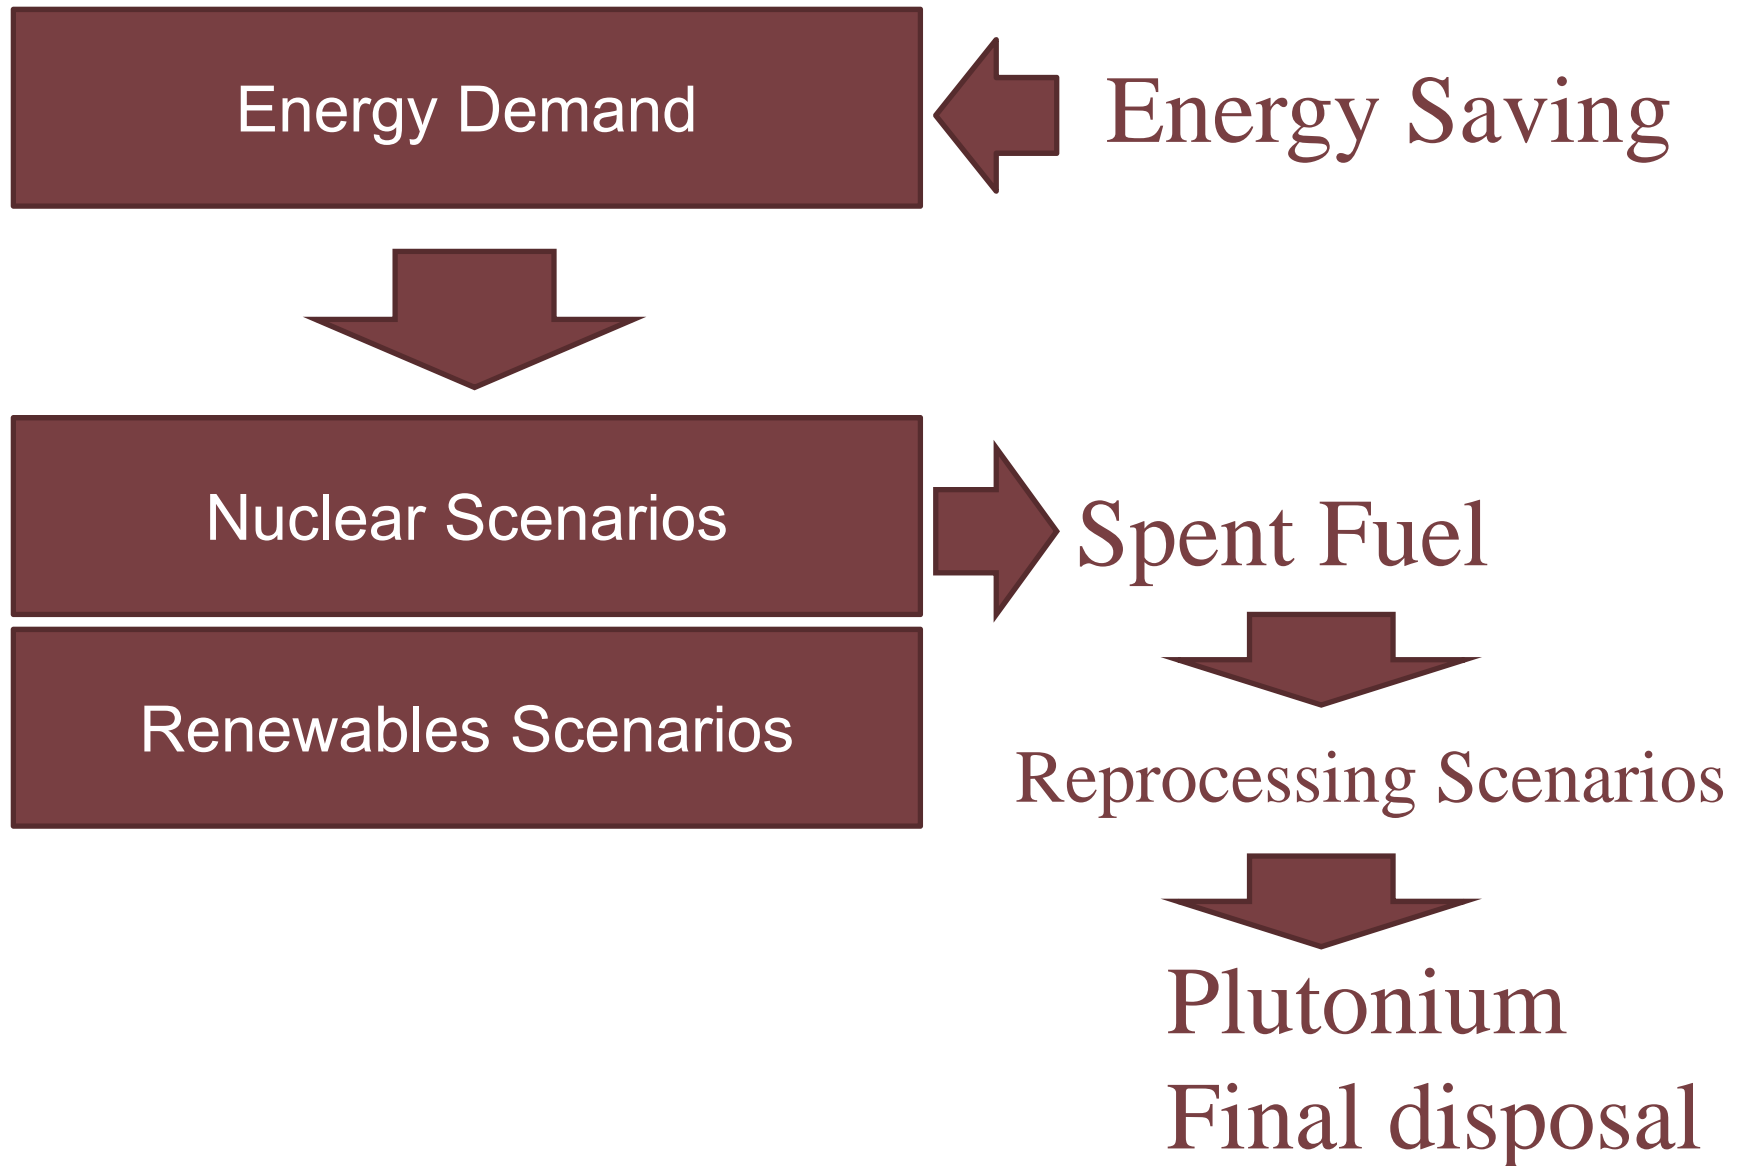 Energy Demand
Energy Saving
Nuclear Scenarios
Spent Fuel
Renewables Scenarios
Reprocessing Scenarios
Plutonium
Final disposal